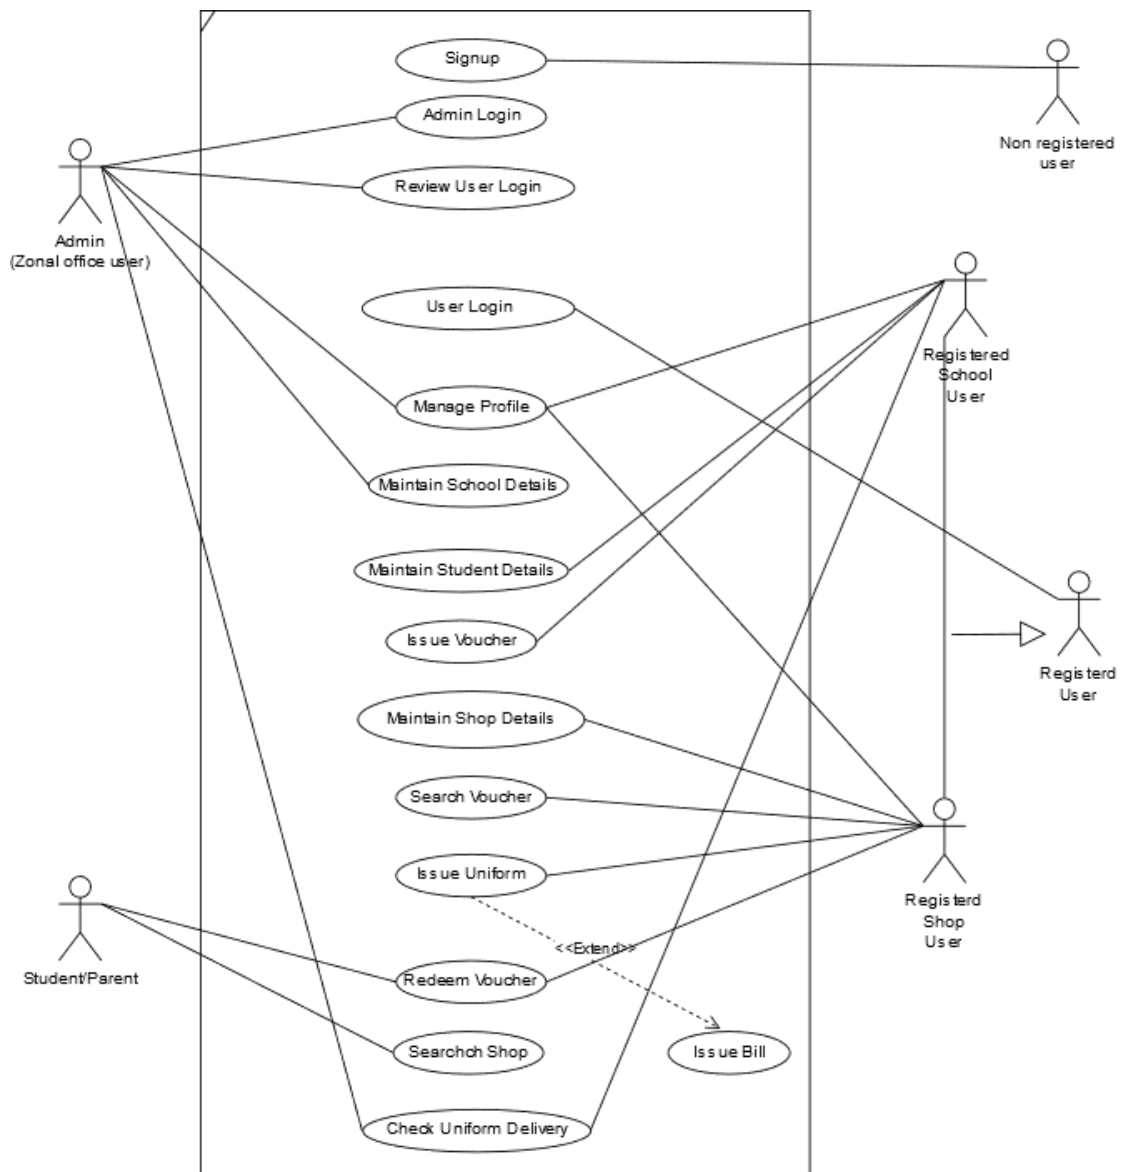 Signup
Non registered
user
Admin Login
Review User Login
Admin
(Zonal office user)
User Login
Registered
School
User
Manage Profile
Maintain School Details
Maintain Student Details
Issue Voucher
Registerd
User
Maintain Shop Details
Search Voucher
Issue Uniform
Registerd
Shop
User
<<Extend>>
Student/Parent
Redeem Voucher
Searchch Shop
Issue Bill
Check Uniform Delivery